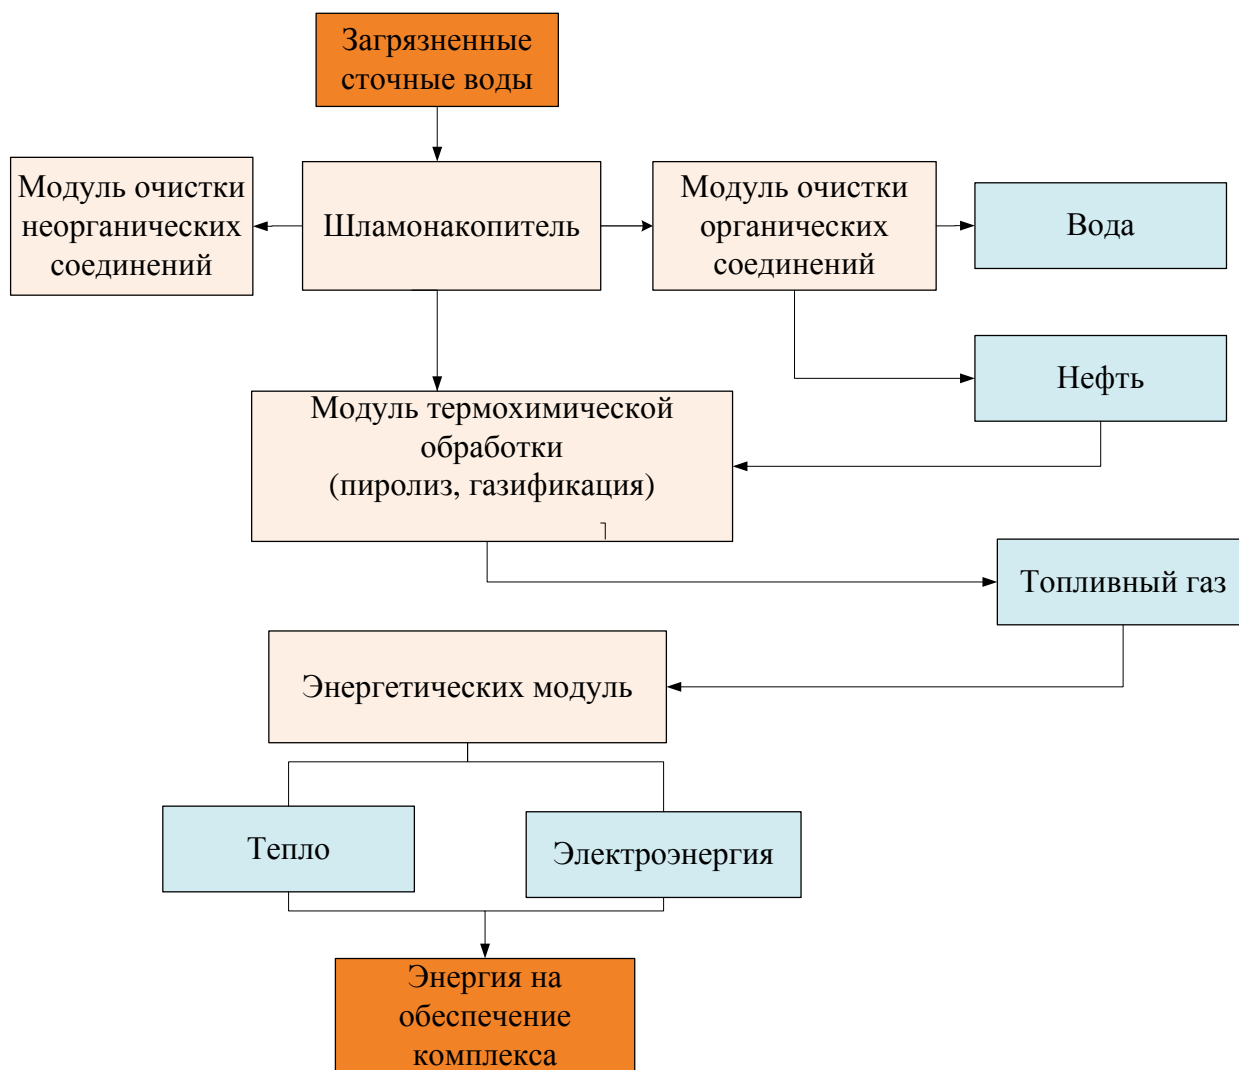 Загрязненные
сточные воды
Модуль очистки
неорганических
соединений
Шламонакопитель
Модуль очистки
органических
соединений
Вода
Нефть
Модуль термохимической
обработки
(пиролиз, газификация)
Топливный газ
Энергетических модуль
Тепло
Электроэнергия
Энергия на
обеспечение
комплекса